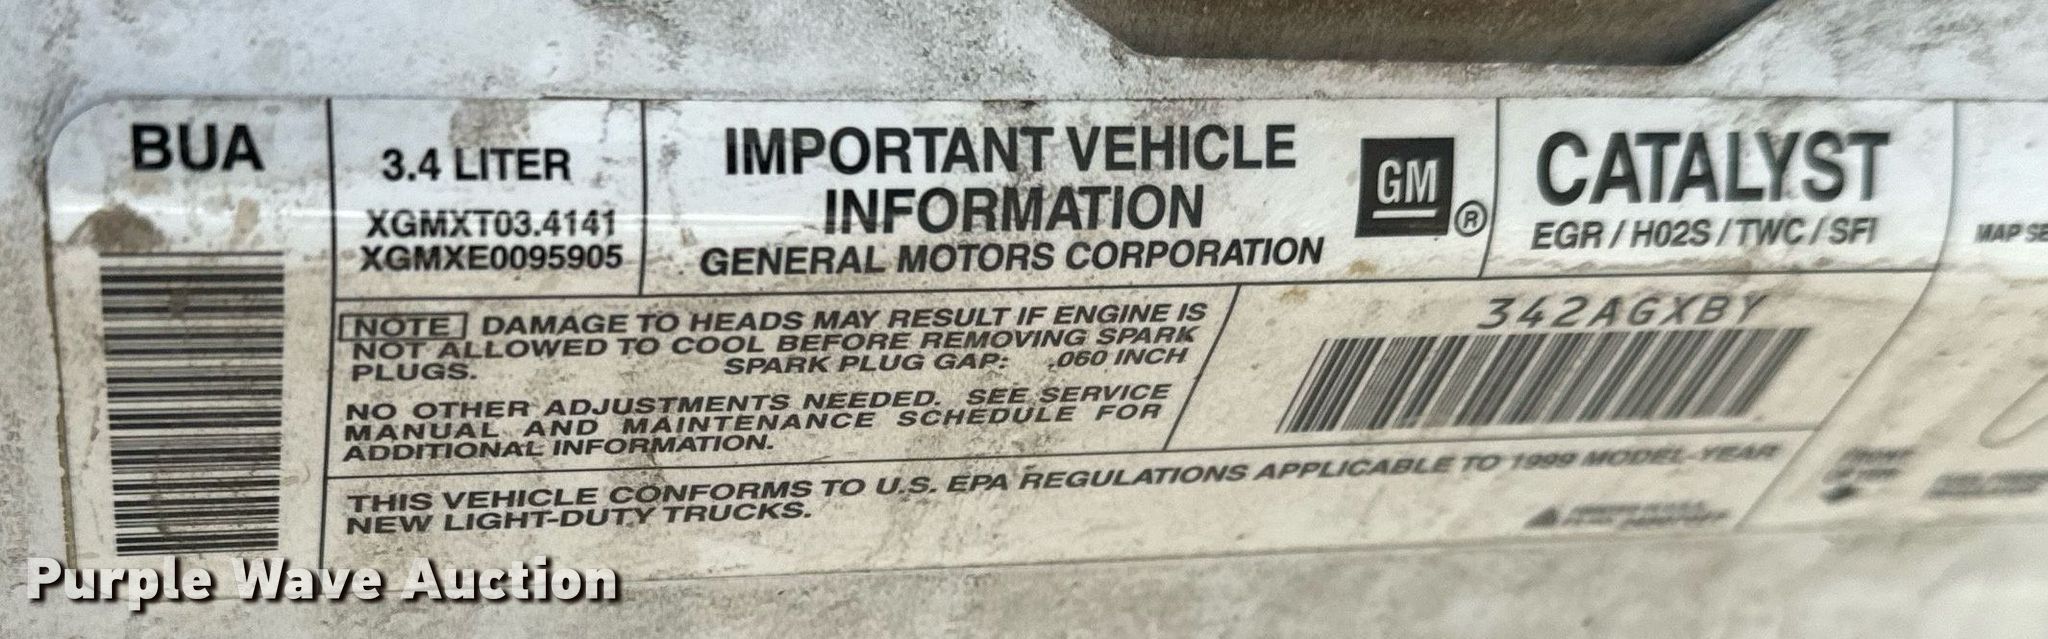 BUA
3.4 LITER
XGMXT03.4141
XGMXE0095905
IMPORTANT VEHICLE
INFORMATION
GENERAL MOTORS CORPORATION
GM
®
CATALYST
EGR / H02S / TWC / SFI
MAP SE
NOTE DAMAGE TO HEADS MAY RESULT IF ENGINE IS
NOT ALLOWED TO COOL BEFORE REMOVING SPARK
PLUGS. SPARK PLUG GAP: .060 INCH
NO OTHER ADJUSTMENTS NEEDED. SEE SERVICE
MANUAL AND MAINTENANCE SCHEDULE FOR
ADDITIONAL INFORMATION.
342AGXBY
THIS VEHICLE CONFORMS TO U.S. EPA REGULATIONS APPLICABLE TO 1999 MODEL-YEAR
NEW LIGHT-DUTY TRUCKS.
Purple Wave Auction